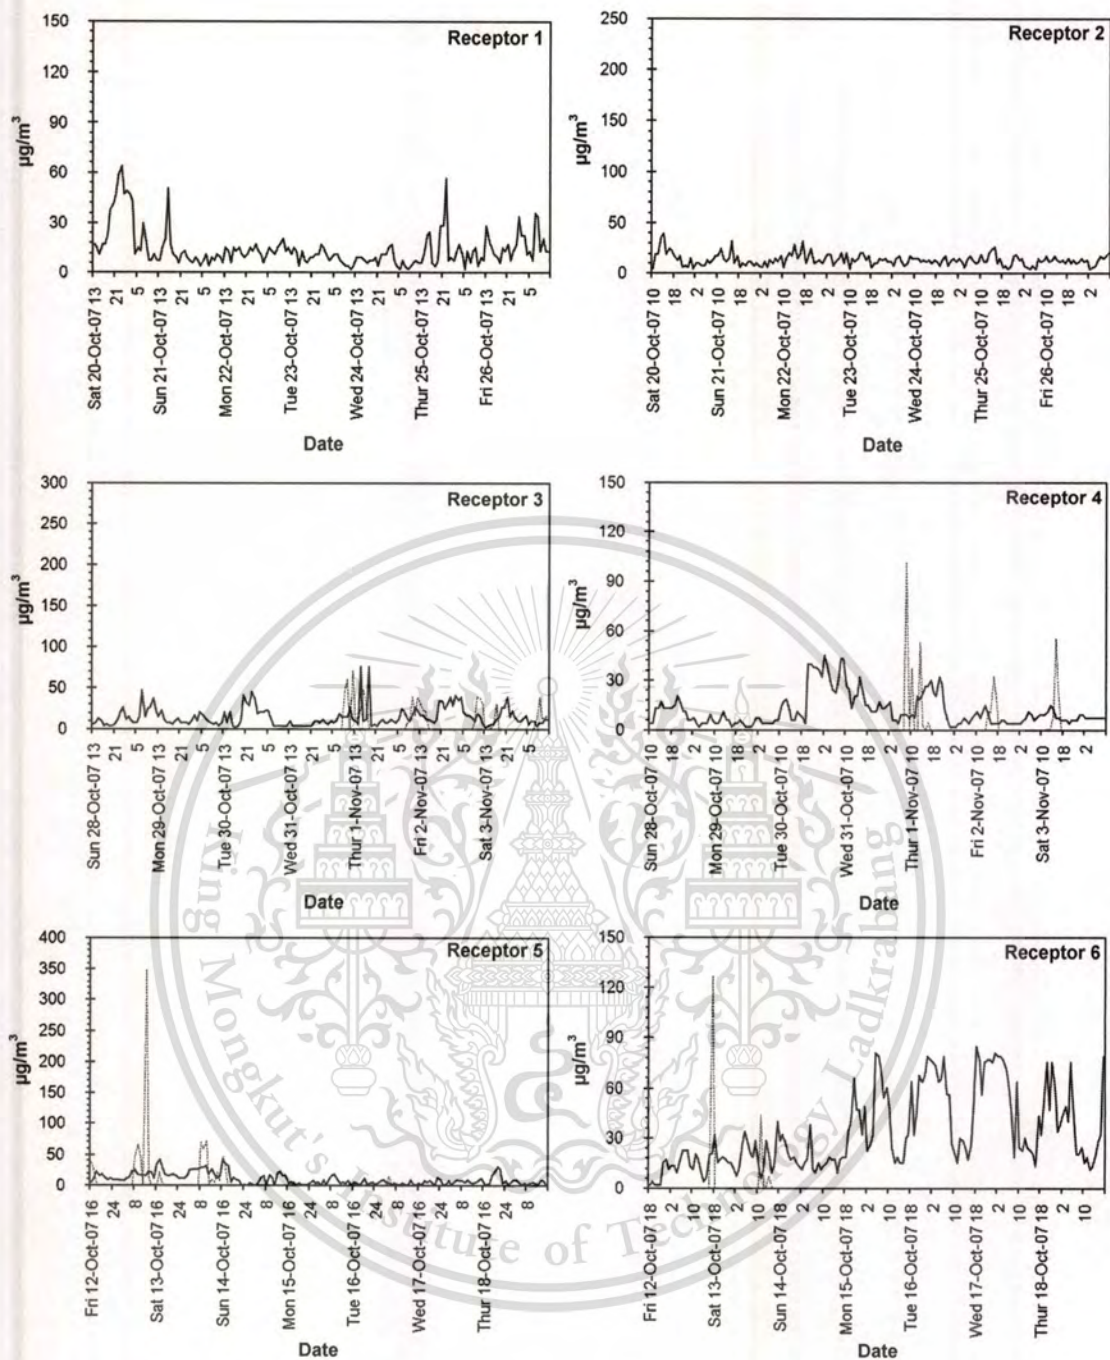 Receptor 1
150
120
90
60
30
0
µg/m³
Sat 20-Oct-07 13
21
5
Sun 21-Oct-07 13
21
5
Mon 22-Oct-07 13
21
5
Tue 23-Oct-07 13
21
5
Wed 24-Oct-07 13
21
5
Thur 25-Oct-07 13
21
5
Fri 26-Oct-07 13
21
5
Date
Receptor 2
250
200
150
100
50
0
µg/m³
Sat 20-Oct-07 10
18
2
Sun 21-Oct-07 10
18
2
Mon 22-Oct-07 10
18
2
Tue 23-Oct-07 10
18
2
Wed 24-Oct-07 10
18
2
Thur 25-Oct-07 10
18
2
Fri 26-Oct-07 10
18
2
Date
Receptor 3
300
250
200
150
100
50
0
µg/m³
Sun 28-Oct-07 13
21
5
Mon 29-Oct-07 13
21
5
Tue 30-Oct-07 13
21
5
Wed 31-Oct-07 13
21
5
Thur 1-Nov-07 13
21
5
Fri 2-Nov-07 13
21
5
Sat 3-Nov-07 13
21
5
Date
Receptor 4
150
120
90
60
30
0
µg/m³
Sun 28-Oct-07 10
18
2
Mon 29-Oct-07 10
18
2
Tue 30-Oct-07 10
18
2
Wed 31-Oct-07 10
18
2
Thur 1-Nov-07 10
18
2
Fri 2-Nov-07 10
18
2
Sat 3-Nov-07 10
18
2
Date
Receptor 5
400
350
300
250
200
150
100
50
0
µg/m³
Fri 12-Oct-07 16
24
8
Sat 13-Oct-07 16
24
8
Sun 14-Oct-07 16
24
8
Mon 15-Oct-07 16
24
8
Tue 16-Oct-07 16
24
8
Wed 17-Oct-07 16
24
8
Thur 18-Oct-07 16
24
8
Date
Receptor 6
150
120
90
60
30
0
µg/m³
Fri 12-Oct-07 18
2
10
Sat 13-Oct-07 18
2
10
Sun 14-Oct-07 18
2
10
Mon 15-Oct-07 18
2
10
Tue 16-Oct-07 18
2
10
Wed 17-Oct-07 18
2
10
Thur 18-Oct-07 18
2
10
Date
King Mongkut's Institute of Technology Ladkrabang